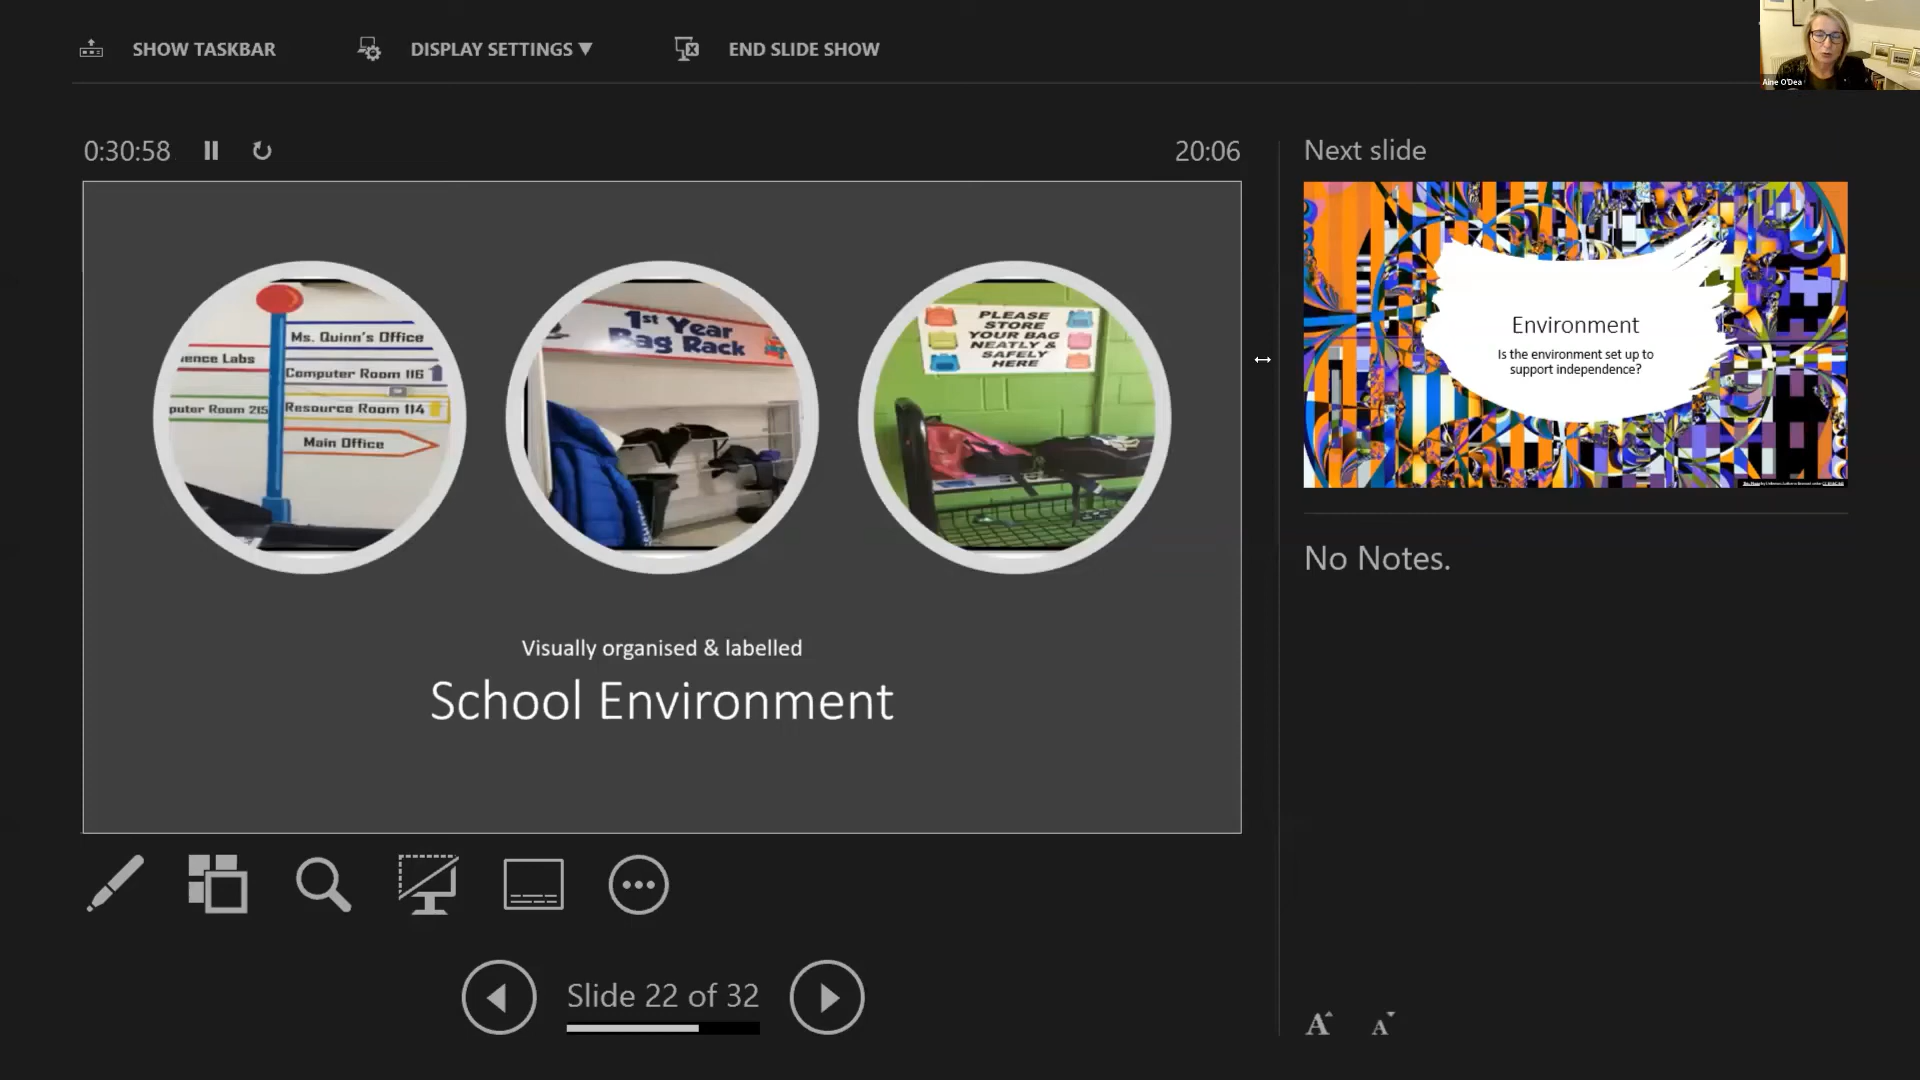 SHOW TASKBAR
DISPLAY SETTINGS ▼
END SLIDE SHOW
Aine O'Dea
0:30:58
20:06
Ms. Quinn's Office
ience Labs
Computer Room 116
puter Room 215
Resource Room 114
Main Office
1st Year
Bag Rack
PLEASE
STORE
YOUR BAG
NEATLY &
SAFELY
HERE
Visually organised & labelled
School Environment
Next slide
Environment
Is the environment set up to
support independence?
No Notes.
Slide 22 of 32
A A